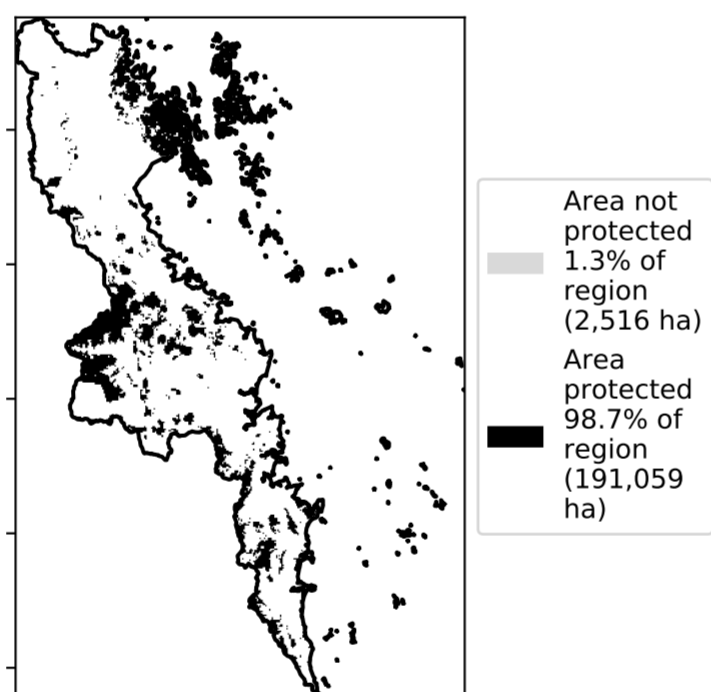 Area not
protected
1.3% of
region
(2,516 ha)
Area
protected
98.7% of
region
(191,059
ha)